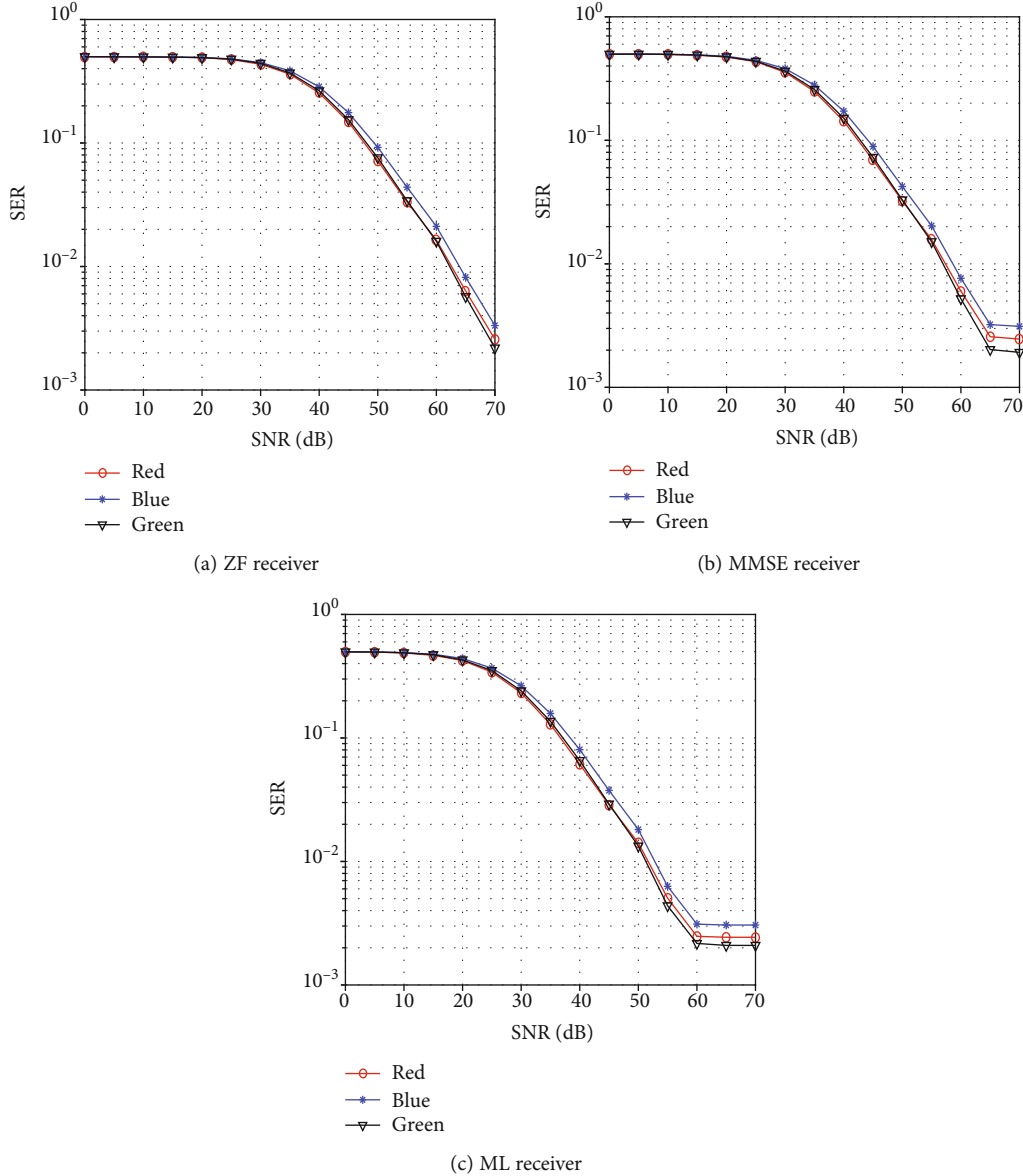 10^0
10^-1
10^-2
10^-3
SER
0 10 20 30 40 50 60 70
SNR (dB)
Red
Blue
Green
(a) ZF receiver
10^0
10^-1
10^-2
10^-3
SER
0 10 20 30 40 50 60 70
SNR (dB)
Red
Blue
Green
(b) MMSE receiver
10^0
10^-1
10^-2
10^-3
SER
0 10 20 30 40 50 60 70
SNR (dB)
Red
Blue
Green
(c) ML receiver